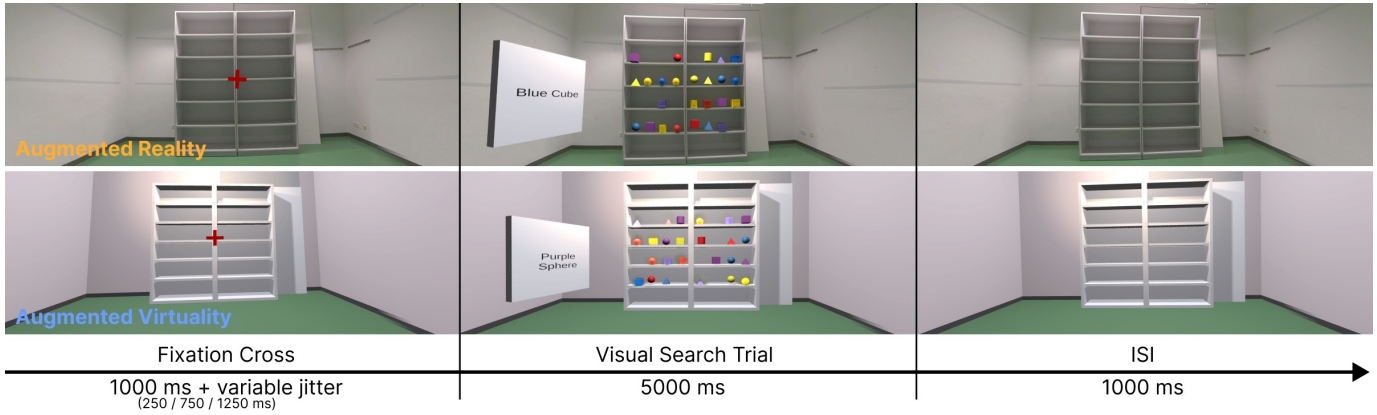 Blue Cube
Augmented Reality
Purple
Sphere
Augmented Virtuality
Fixation Cross
Visual Search Trial
ISI
1000 ms + variable jitter
(250 / 750 / 1250 ms)
5000 ms
1000 ms